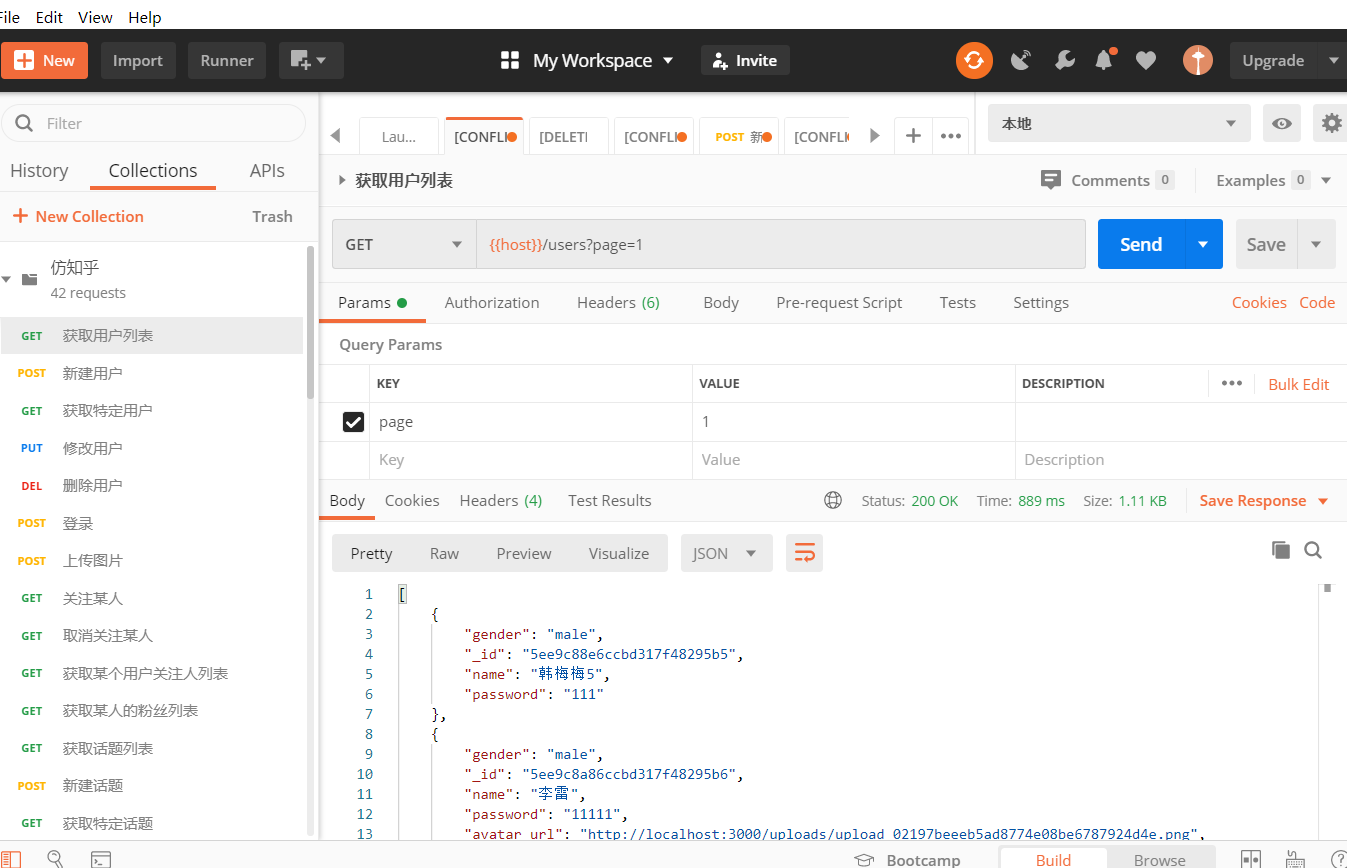 File Edit View Help
New Import Runner My Workspace Invite Upgrade
Filter
History Collections APIs
New Collection Trash
仿知乎
42 requests
GET 获取用户列表
POST 新建用户
GET 获取特定用户
PUT 修改用户
DEL 删除用户
POST 登录
POST 上传图片
GET 关注某人
GET 取消关注某人
GET 获取某个用户关注人列表
GET 获取某人的粉丝列表
GET 获取话题列表
POST 新建话题
GET 获取特定话题
Lau... [CONFLI [DELETI [CONFLI POST 新 [CONFLI
本地
获取用户列表
Comments 0 Examples 0
GET {{host}}/users?page=1 Send Save
Params Authorization Headers (6) Body Pre-request Script Tests Settings Cookies Code
Query Params
KEY VALUE DESCRIPTION Bulk Edit
page 1
Key Value Description
Body Cookies Headers (4) Test Results Status: 200 OK Time: 889 ms Size: 1.11 KB Save Response
Pretty Raw Preview Visualize JSON
1 [
2 {
3 "gender": "male",
4 "_id": "5ee9c88e6ccbd317f48295b5",
5 "name": "韩梅梅5",
6 "password": "111"
7 },
8 {
9 "gender": "male",
10 "_id": "5ee9c8a86ccbd317f48295b6",
11 "name": "李雷",
12 "password": "11111",
13 "avatar_url": "http://localhost:3000/uploads/upload_02197beeeb5ad8774e08be6787924d4e.png",
Bootcamp Build Browse